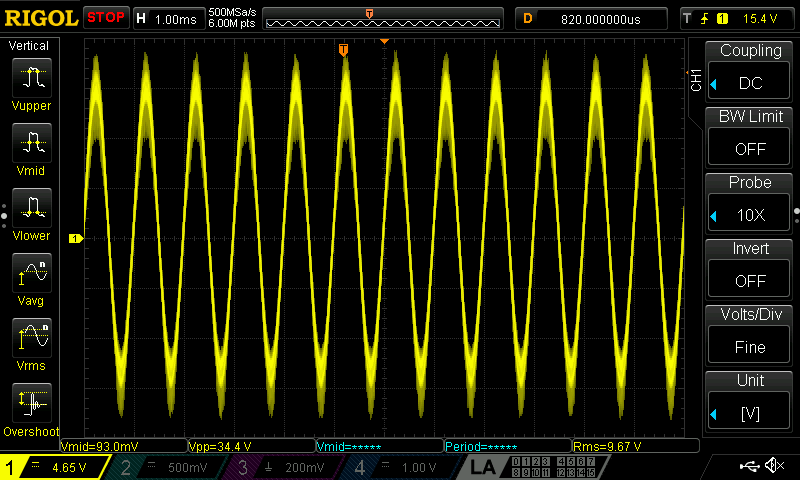 RIGOL STOP H 1.00ms 500MSa/s 6.00M pts T D 820.000000us T 1 15.4 V
Vertical
Vupper
Vmid
Vlower
Vavg
Vrms
Overshoot
T
1
CH1
Coupling
DC
BW Limit
OFF
Probe
10X
Invert
OFF
Volts/Div
Fine
Unit
[V]
Vmid=93.0mV Vpp=34.4 V Vmid=***** Period=***** Rms=9.67 V
1 4.65 V 2 500mV 3 200mV 4 1.00 V LA 0 1 2 3 4 5 6 7
8 9 10 11 12 13 14 15